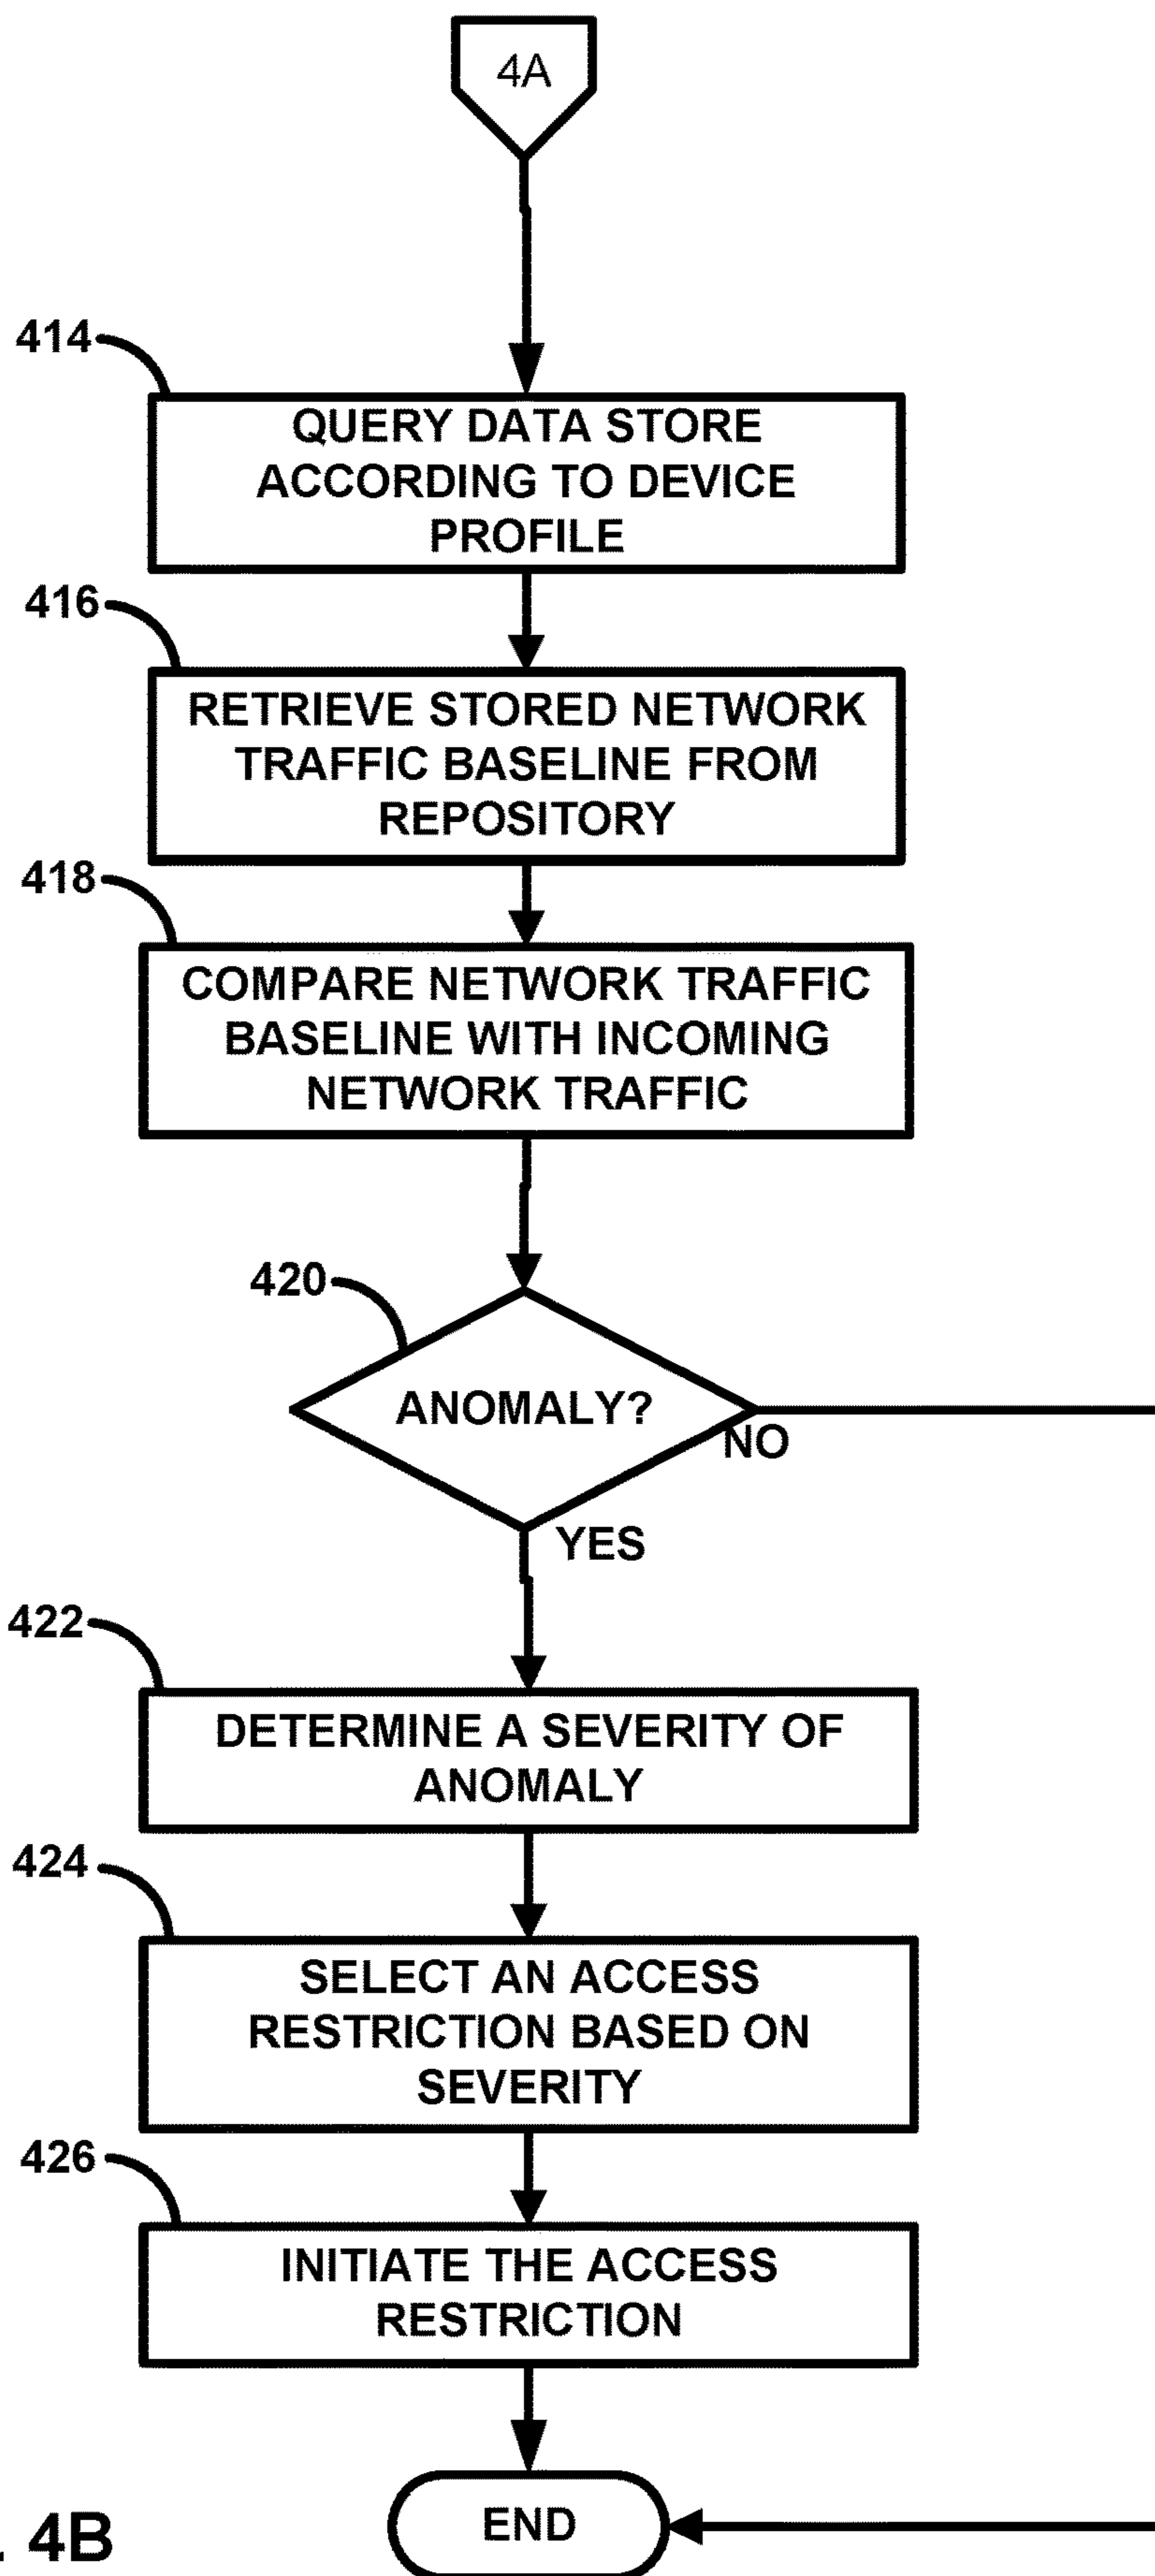 4A
414
QUERY DATA STORE
ACCORDING TO DEVICE
PROFILE
416
RETRIEVE STORED NETWORK
TRAFFIC BASELINE FROM
REPOSITORY
418
COMPARE NETWORK TRAFFIC
BASELINE WITH INCOMING
NETWORK TRAFFIC
420
ANOMALY?
NO
YES
422
DETERMINE A SEVERITY OF
ANOMALY
424
SELECT AN ACCESS
RESTRICTION BASED ON
SEVERITY
426
INITIATE THE ACCESS
RESTRICTION
END
. 4B